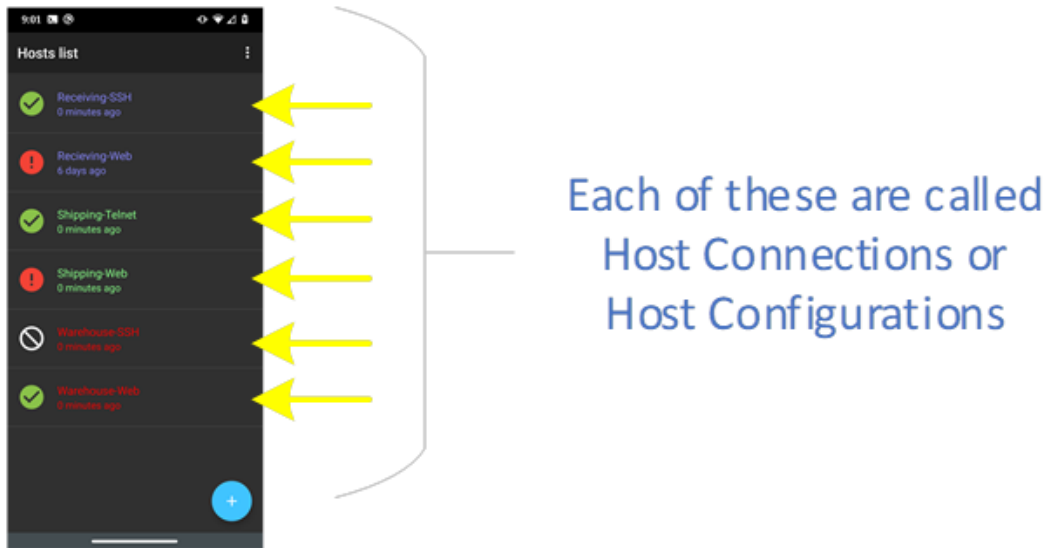 9:01
Hosts list
Receiving-SSH
0 minutes ago
Recieving-Web
6 days ago
Shipping-Telnet
0 minutes ago
Shipping-Web
0 minutes ago
Warehouse-SSH
0 minutes ago
Warehouse-Web
0 minutes ago
Each of these are called
Host Connections or
Host Configurations